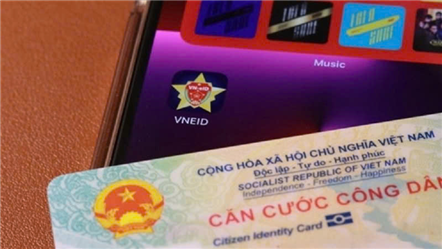 Music
VNEID
VNEID
CỘNG HÒA XÃ HỘI CHỦ NGHĨA VIỆT NAM
Độc lập - Tự do - Hạnh phúc
SOCIALIST REPUBLIC OF VIET NAM
Independence - Freedom - Happiness
CĂN CƯỚC CÔNG DÂN
Citizen Identity Card